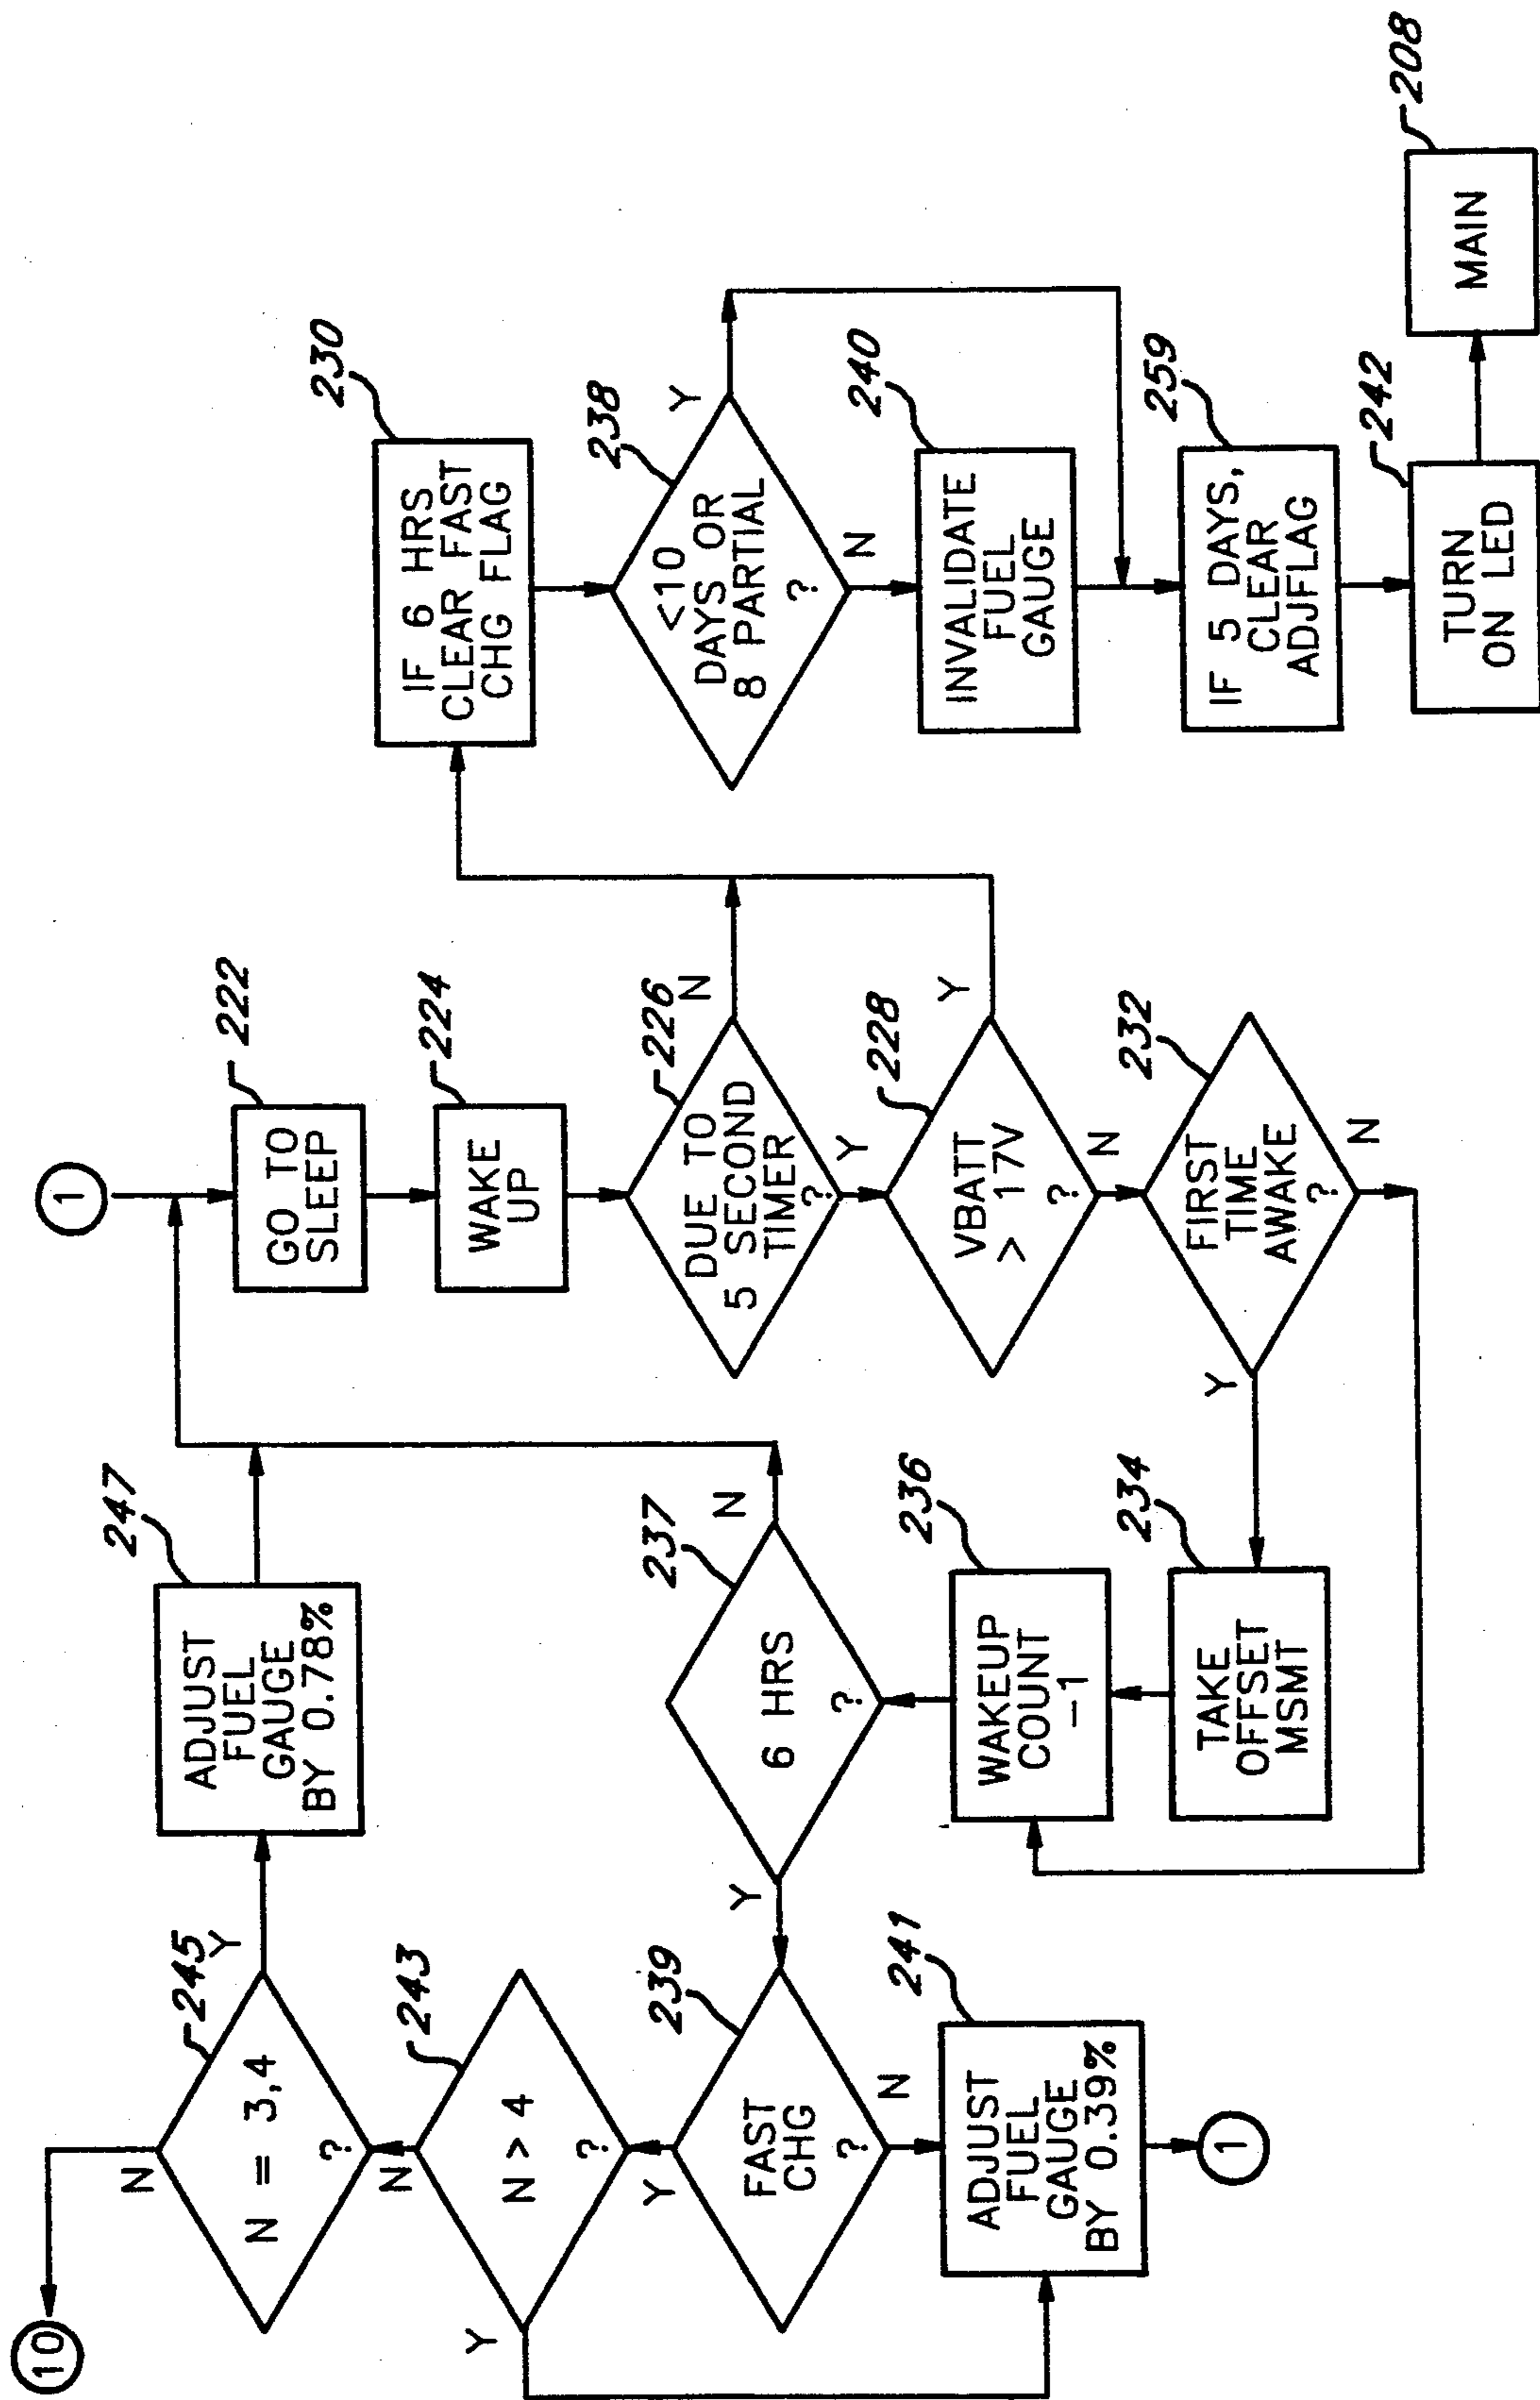 1
222
GO TO
SLEEP
224
WAKE
UP
226
DUE TO
5 SECOND
TIMER
?
N
Y
228
VBATT
> 17V
?
Y
N
232
FIRST
TIME
AWAKE
?
Y
N
234
TAKE
OFFSET
MSMT
236
WAKEUP
COUNT
-1
237
6 HRS
?
N
Y
239
FAST
CHG
?
Y
N
241
ADJUST
FUEL
GAUGE
BY 0.39%
1
243
N > 4
?
Y
N
245
N = 3,4
?
Y
N
10
247
ADJUST
FUEL
GAUGE
BY 0.78%
230
IF 6 HRS
CLEAR FAST
CHG FLAG
238
<10
DAYS OR
8 PARTIAL
?
Y
N
240
INVALIDATE
FUEL
GAUGE
259
IF 5 DAYS,
CLEAR
ADJFLAG
242
TURN
ON LED
208
MAIN